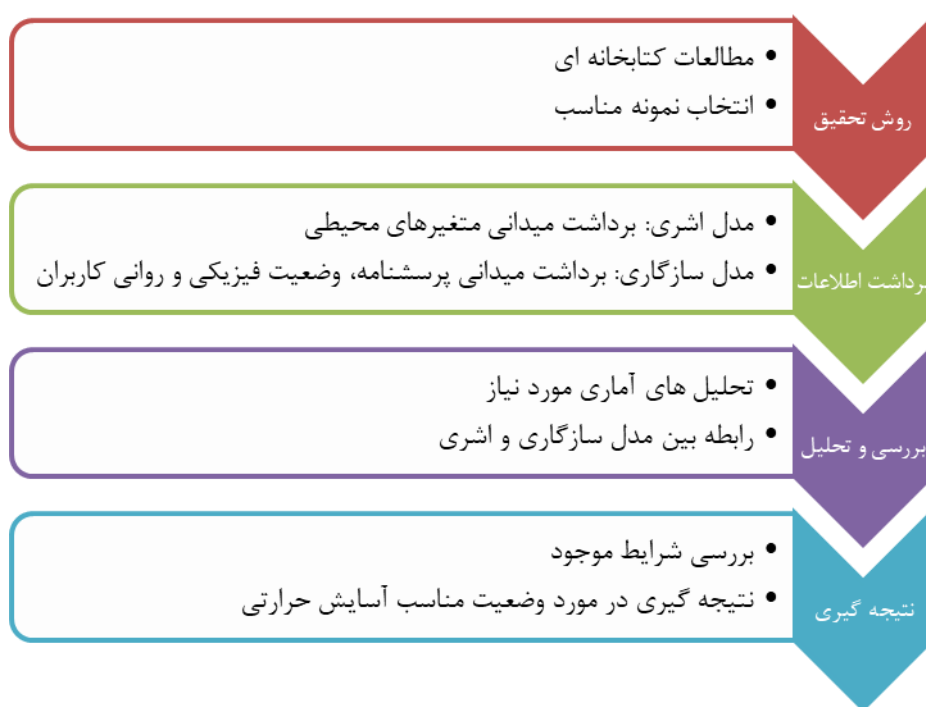 روش تحقیق
• مطالعات کتابخانه ای
• انتخاب نمونه مناسب
برداشت اطلاعات
• مدل اشری: برداشت میدانی متغیرهای محیطی
• مدل سازگاری: برداشت میدانی پرسشنامه، وضعیت فیزیکی و روانی کاربران
بررسی و تحلیل
• تحلیل های آماری مورد نیاز
• رابطه بین مدل سازگاری و اشری
نتیجه گیری
• بررسی شرایط موجود
• نتیجه گیری در مورد وضعیت مناسب آسایش حرارتی